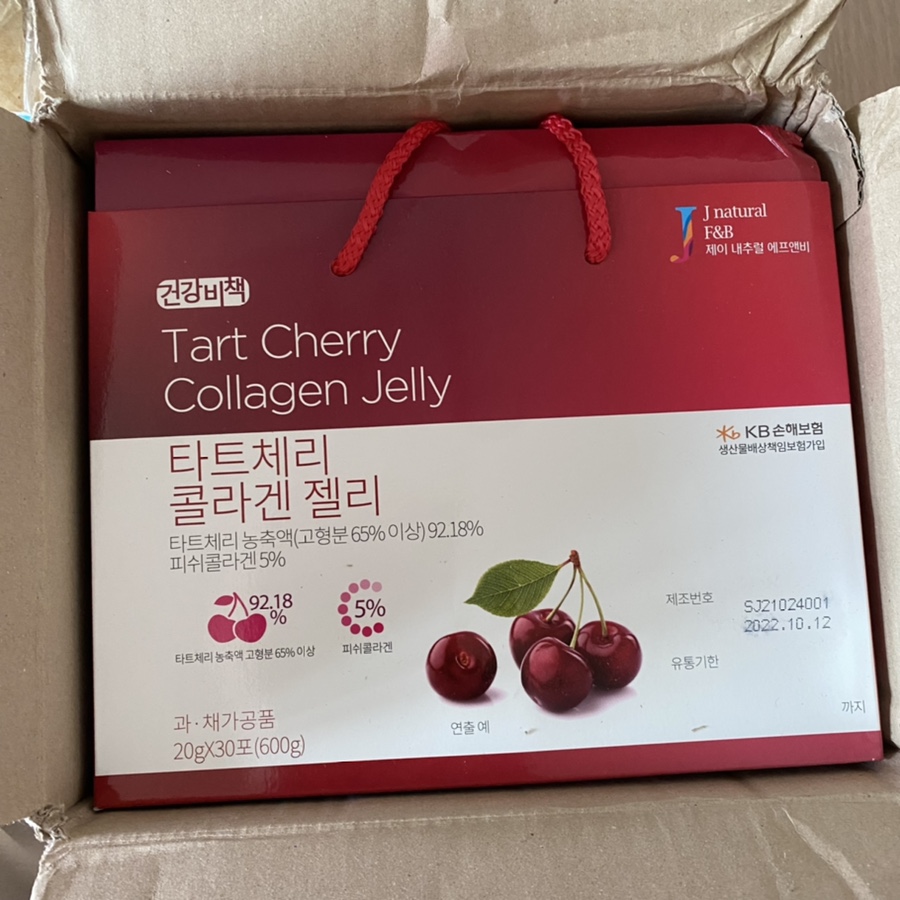 J natural
F&B
제이 내추럴 에프앤비
건강비책
Tart Cherry
Collagen Jelly
타트체리
콜라겐 젤리
타트체리 농축액(고형분 65% 이상) 92.18%
피쉬콜라겐 5%
KB 손해보험
생산물배상책임보험가입
92.18
%
타트체리 농축액 고형분 65% 이상
5%
피쉬콜라겐
제조번호
SJ21024001
2022.10.12
유통기한
까지
연출 예
과·채가공품
20gX30포(600g)